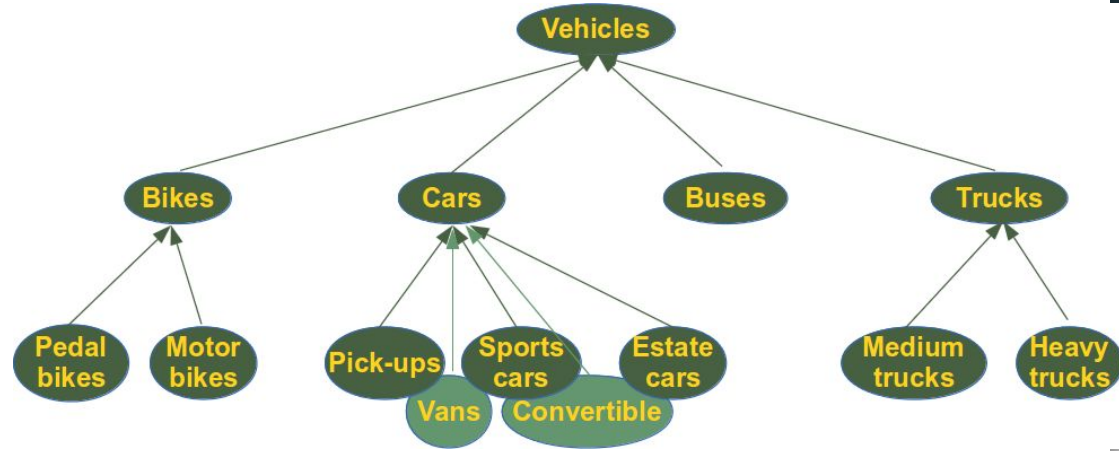 Vehicles
Bikes
Cars
Buses
Trucks
Pedal
bikes
Motor
bikes
Pick-ups
Sports
cars
Estate
cars
Medium
trucks
Heavy
trucks
Vans
Convertible